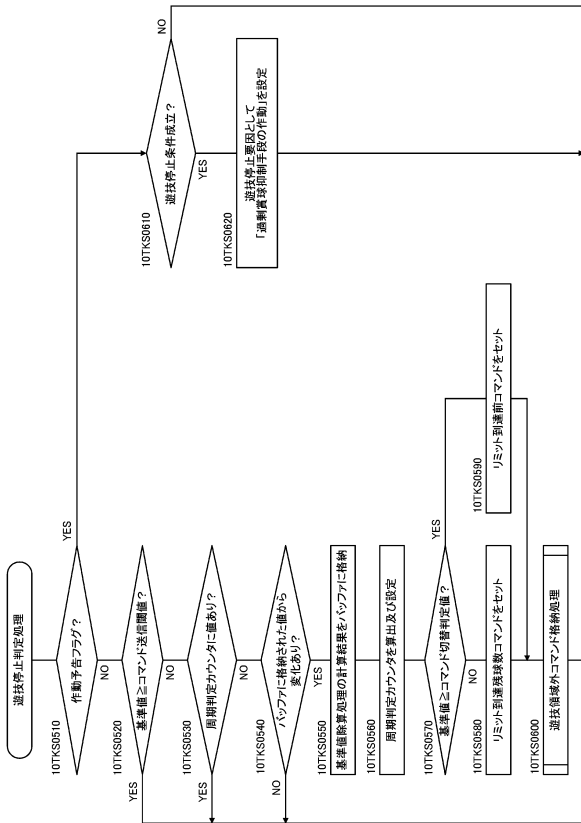 遊技停止判定処理
10TKS0510
作動予告フラグ？
YES
NO
10TKS0520
基準値≧コマンド送信閾値？
YES
NO
10TKS0530
周期判定カウンタに値あり？
YES
NO
10TKS0540
バッファに格納された値から
変化あり？
NO
YES
10TKS0550
基準値除算処理の計算結果をバッファに格納
10TKS0560
周期判定カウンタを算出及び設定
10TKS0570
基準値≧コマンド切替判定値？
YES
NO
10TKS0580
リミット到達残球数コマンドをセット
10TKS0590
リミット到達前コマンドをセット
10TKS0600
遊技領域外コマンド格納処理
10TKS0610
遊技停止条件成立？
NO
YES
10TKS0620
遊技停止要因として
「過剰賞球抑制手段の作動」を設定